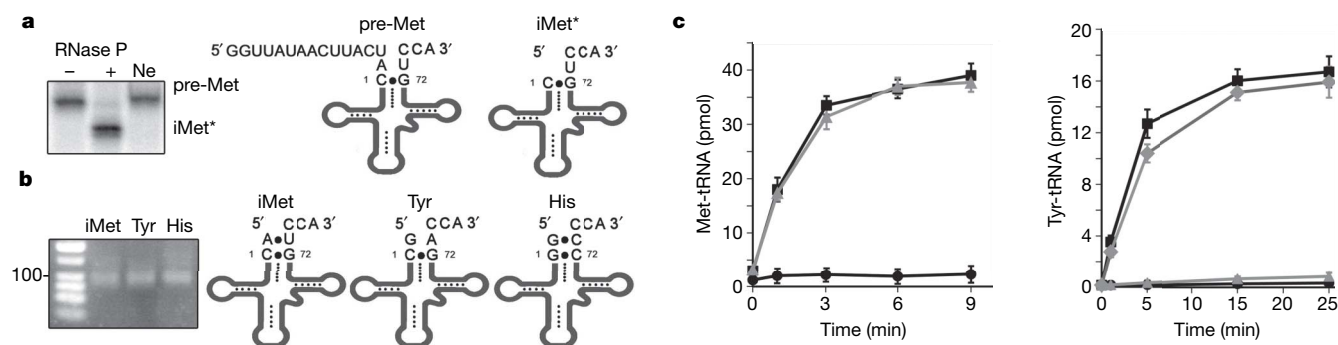 a
RNase P
– + Ne
pre-Met
iMet*
pre-Met
5′ GGUUAUAACUUACU
U
A
C
1
CCA 3′
U
G
72
iMet*
5′
C
1
CCA 3′
U
G
72
b
iMet Tyr His
100
iMet
5′ CCA 3′
A U
1 C G 72
Tyr
5′ CCA 3′
G A
1 C G 72
His
5′ CCA 3′
G C
1 G C 72
c
Met-tRNA (pmol)
40
30
20
10
0
0 3 6 9
Time (min)
Tyr-tRNA (pmol)
20
16
12
8
4
0
0 5 10 15 20 25
Time (min)